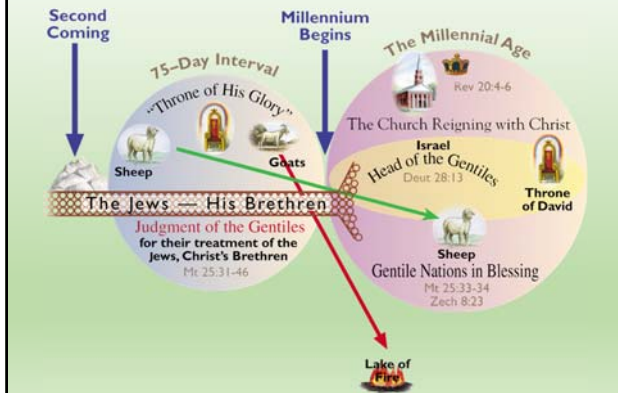 Second
Coming
Millennium
Begins
75–Day Interval
"Throne of His Glory"
Sheep
Goats
The Jews — His Brethren
Judgment of the Gentiles
for their treatment of the
Jews, Christ's Brethren
Mt 25:31-46
The Millennial Age
Rev 20:4-6
The Church Reigning with Christ
Israel
Head of the Gentiles
Deut 28:13
Throne
of David
Sheep
Gentile Nations in Blessing
Mt 25:33-34
Zech 8:23
Lake of
Fire